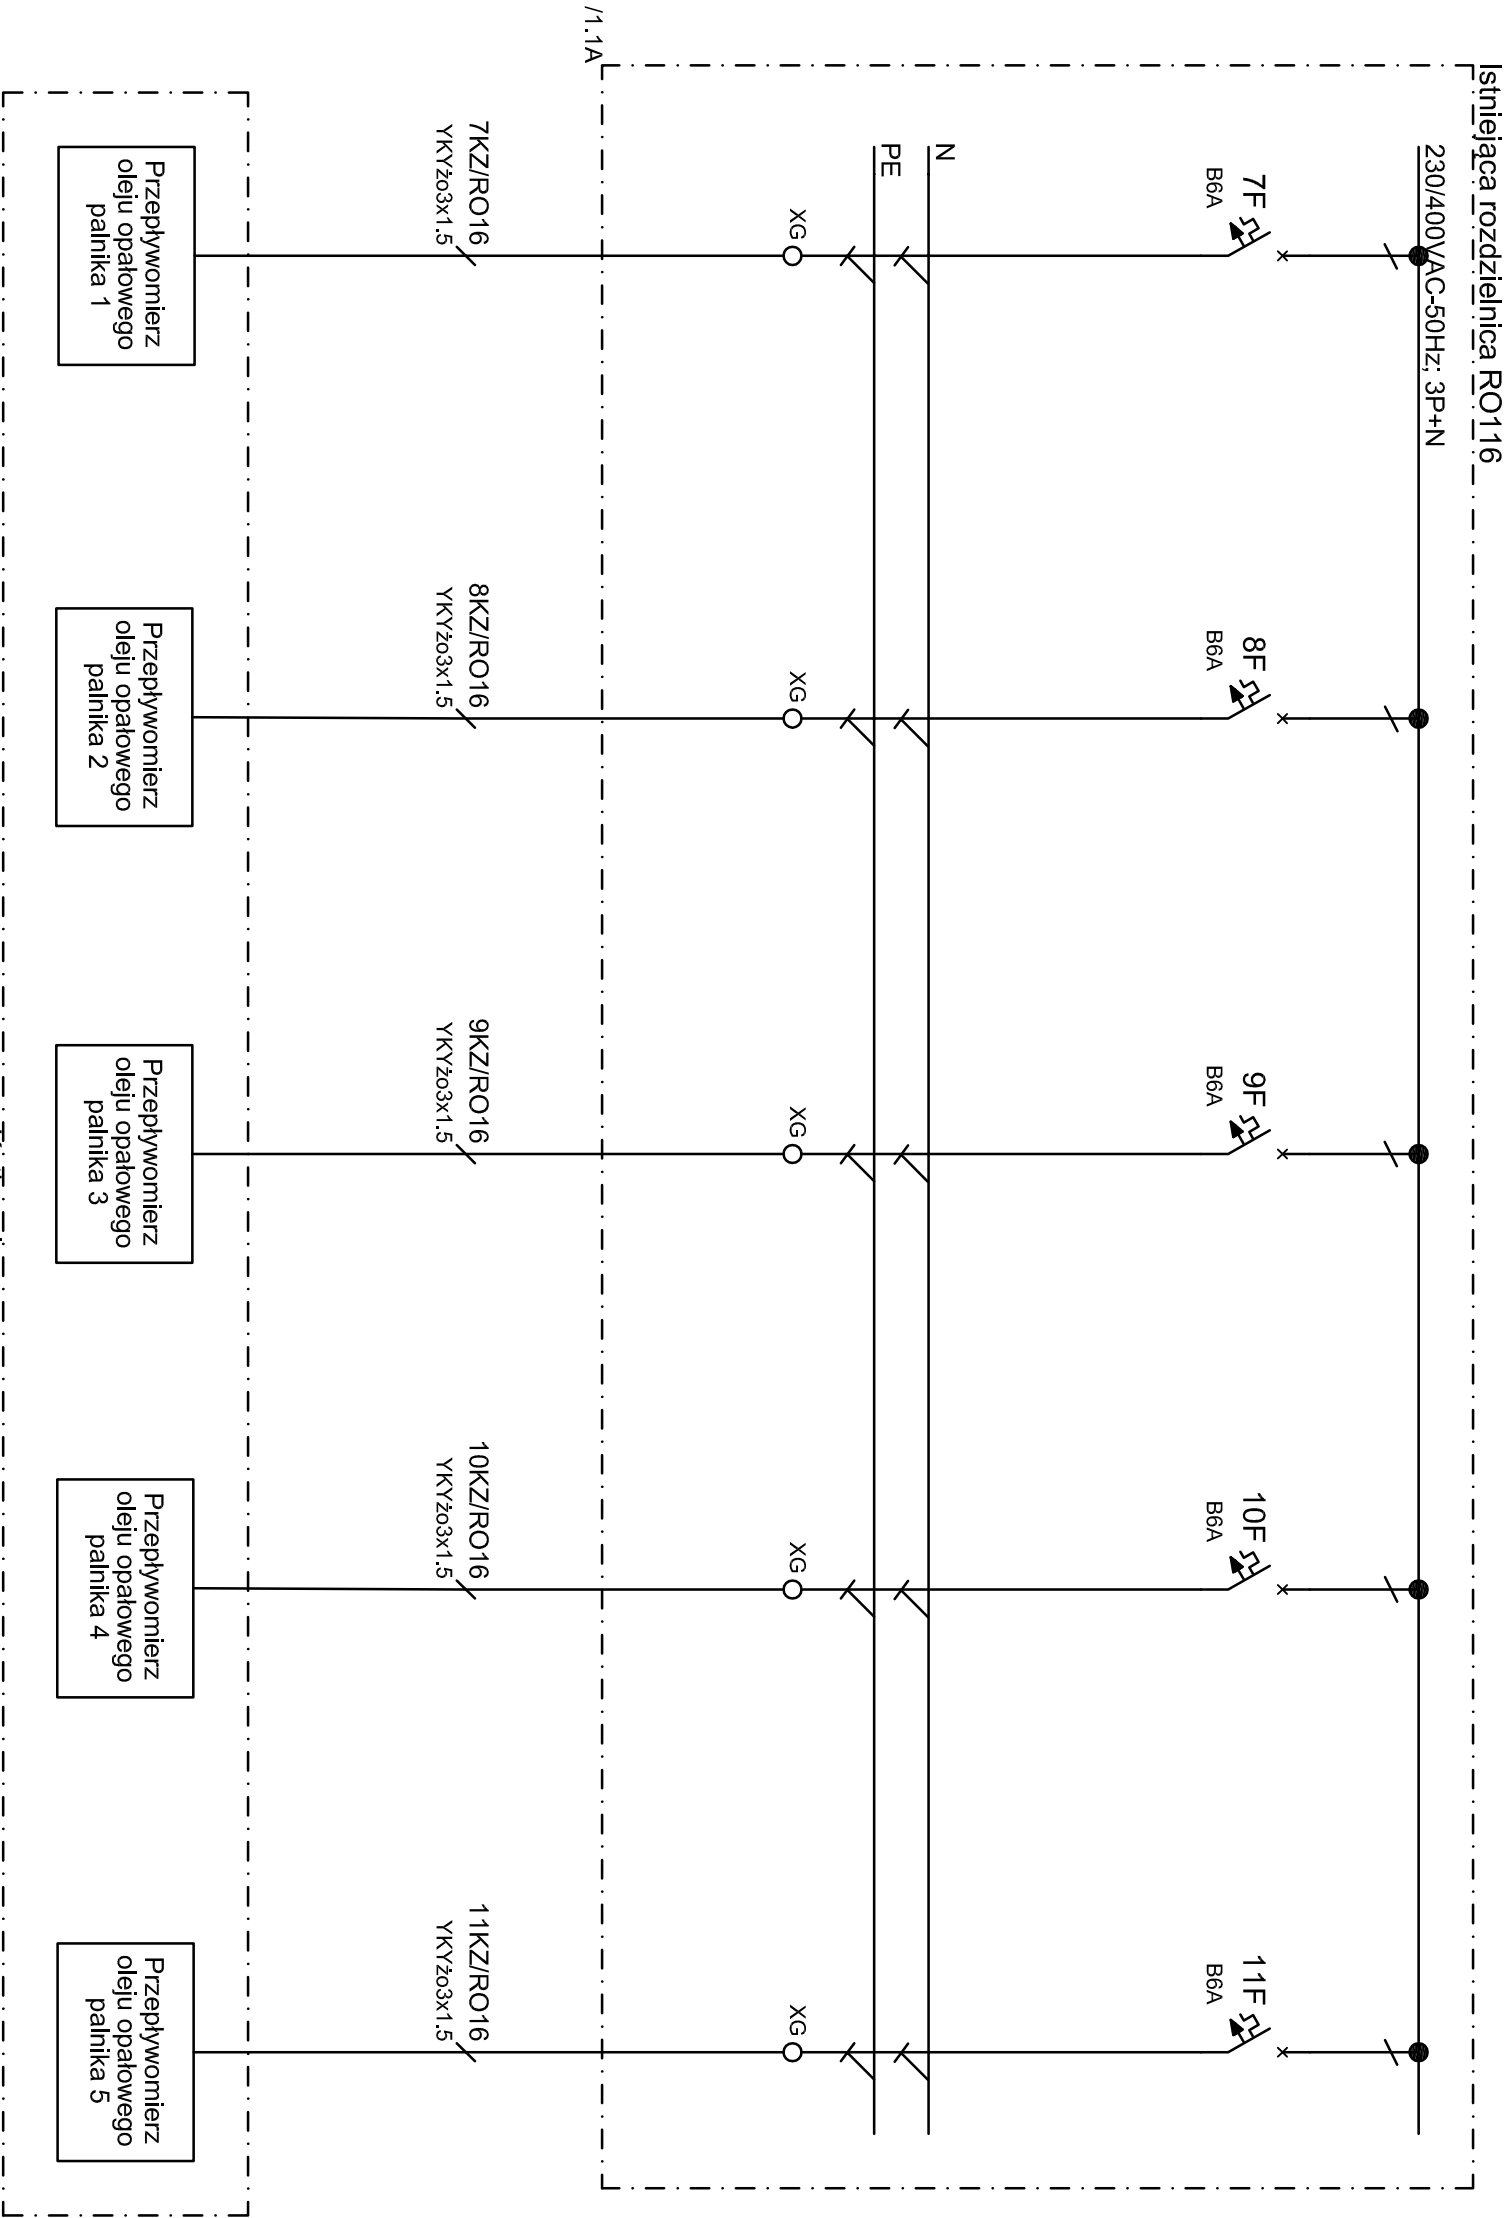 Istniejąca rozdzielnica RO116
230/400VAC-50Hz; 3P+N
7F
B6A
8F
B6A
9F
B6A
10F
B6A
11F
B6A
N
PE
XG
XG
XG
XG
XG
/1.1A
7KZ/RO16
YKYżo3x1.5
8KZ/RO16
YKYżo3x1.5
9KZ/RO16
YKYżo3x1.5
10KZ/RO16
YKYżo3x1.5
11KZ/RO16
YKYżo3x1.5
Przepływomierz
oleju opałowego
palnika 1
Przepływomierz
oleju opałowego
palnika 2
Przepływomierz
oleju opałowego
palnika 3
Przepływomierz
oleju opałowego
palnika 4
Przepływomierz
oleju opałowego
palnika 5